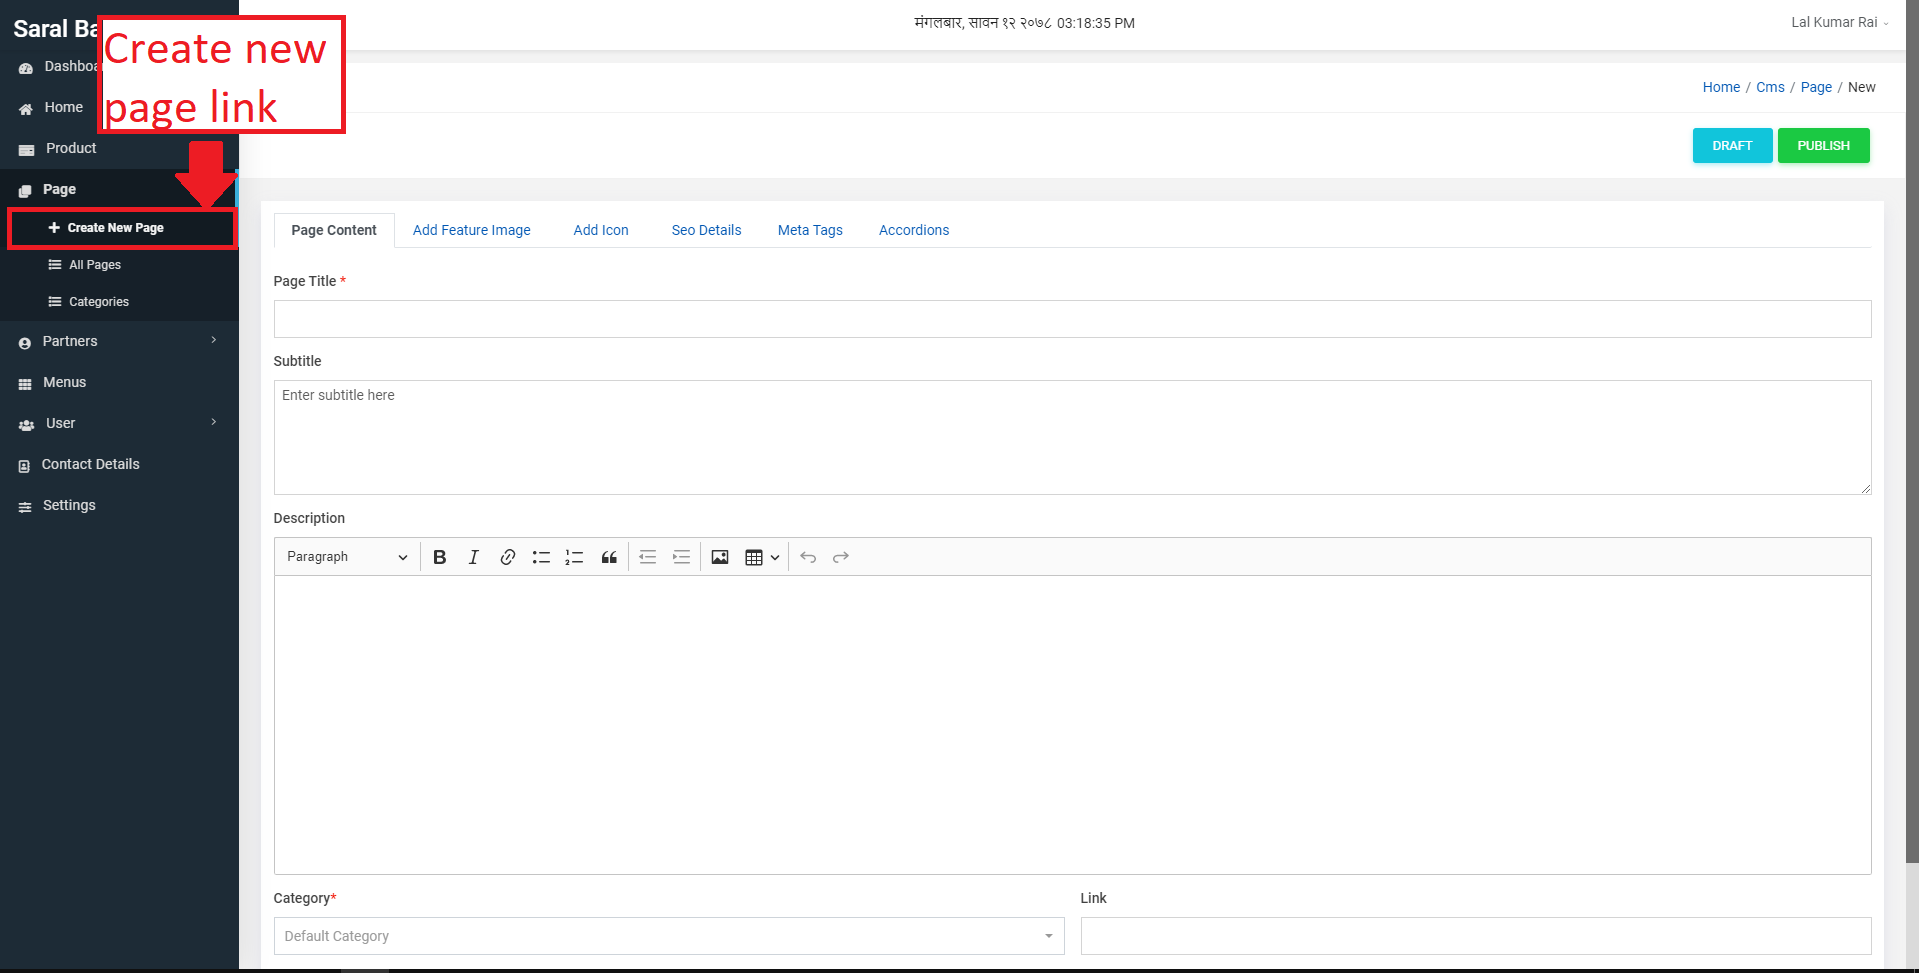 Saral Ba
Create new
page link
मंगलबार, सावन १२ २०७८ 03:18:35 PM
Lal Kumar Rai
Dashboa
Home
Product
Page
Create New Page
All Pages
Categories
Partners
Menus
User
Contact Details
Settings
Home / Cms / Page / New
DRAFT PUBLISH
Page Content Add Feature Image Add Icon Seo Details Meta Tags Accordions
Page Title *
Subtitle
Enter subtitle here
Description
Paragraph
Category* Link
Default Category